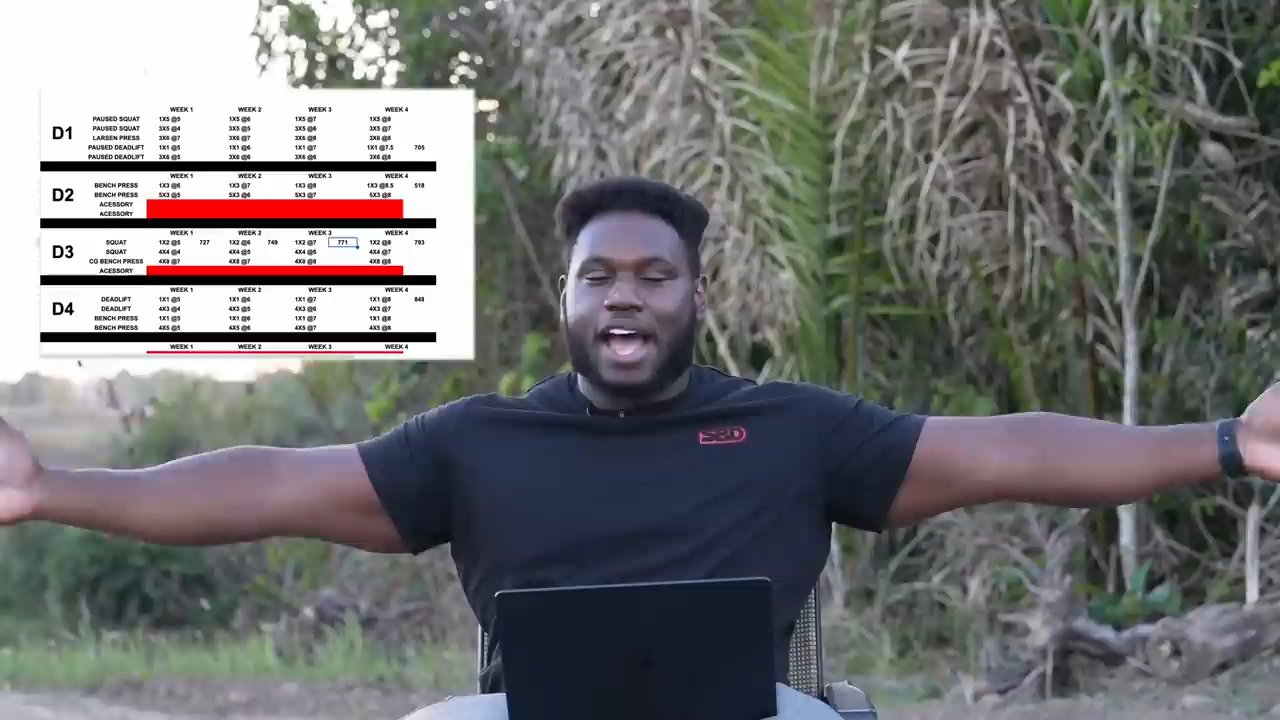 WEEK 1 WEEK 2 WEEK 3 WEEK 4
D1
PAUSED SQUAT 1X5 @5 1X5 @6 1X5 @7 1X5 @8
PAUSED SQUAT 3X5 @4 3X5 @5 3X5 @6 3X5 @7
LARSEN PRESS 3X6 @7 3X6 @7 3X6 @8 3X6 @8
PAUSED DEADLIFT 1X1 @5 1X1 @6 1X1 @7 1X1 @7.5 705
PAUSED DEADLIFT 3X6 @5 3X6 @6 3X6 @6 3X6 @6
WEEK 1 WEEK 2 WEEK 3 WEEK 4
D2
BENCH PRESS 1X3 @6 1X3 @7 1X3 @8 1X3 @8.5 518
BENCH PRESS 5X3 @5 5X3 @6 5X3 @7 5X3 @8
ACESSORY
ACESSORY
WEEK 1 WEEK 2 WEEK 3 WEEK 4
D3
SQUAT 1X2 @5 727 1X2 @6 749 1X2 @7 771 1X2 @8 793
SQUAT 4X4 @4 4X4 @5 4X4 @6 4X4 @7
CG BENCH PRESS 4X8 @7 4X8 @7 4X8 @8 4X8 @8
ACESSORY
WEEK 1 WEEK 2 WEEK 3 WEEK 4
D4
DEADLIFT 1X1 @5 1X1 @6 1X1 @7 1X1 @8 848
DEADLIFT 4X3 @4 4X3 @5 4X3 @6 4X3 @7
BENCH PRESS 1X1 @5 1X1 @6 1X1 @7 1X1 @8
BENCH PRESS 4X5 @5 4X5 @6 4X5 @7 4X5 @8
WEEK 1 WEEK 2 WEEK 3 WEEK 4
SBD